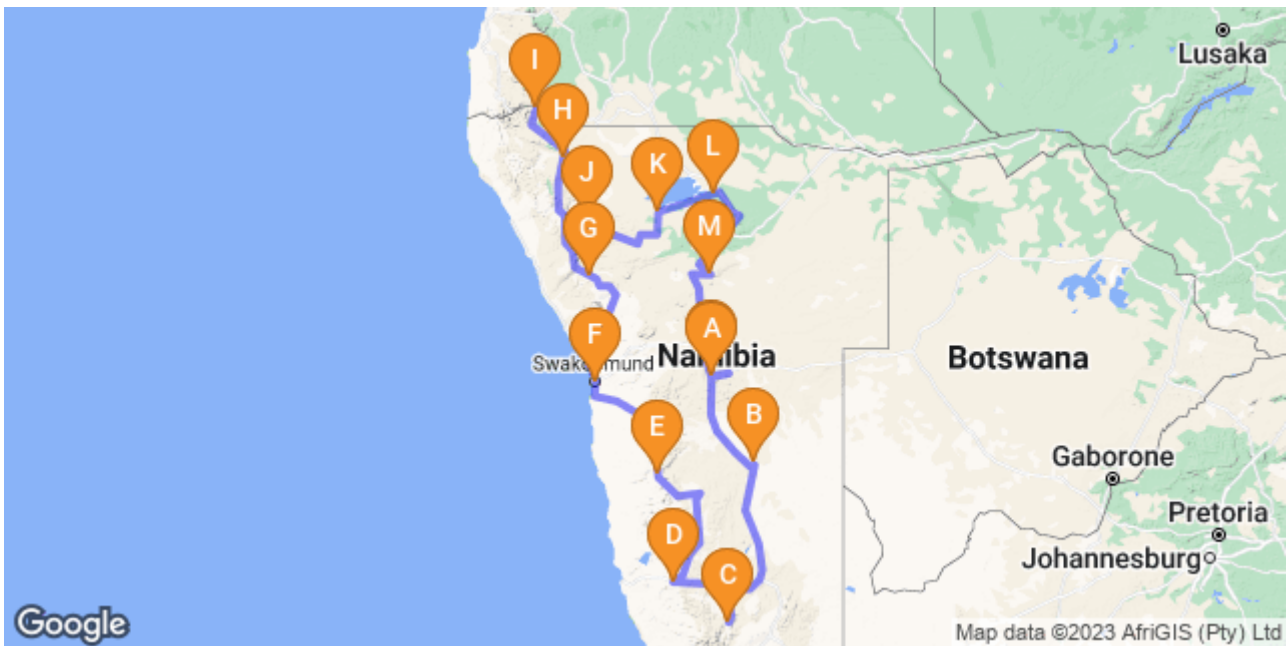 Lusaka
I
H
L
K
J
M
G
A
F
Namibia
Swakopmund
Botswana
B
E
Gaborone
Pretoria
D
Johannesburg
C
Google
Map data ©2023 AfriGIS (Pty) Ltd